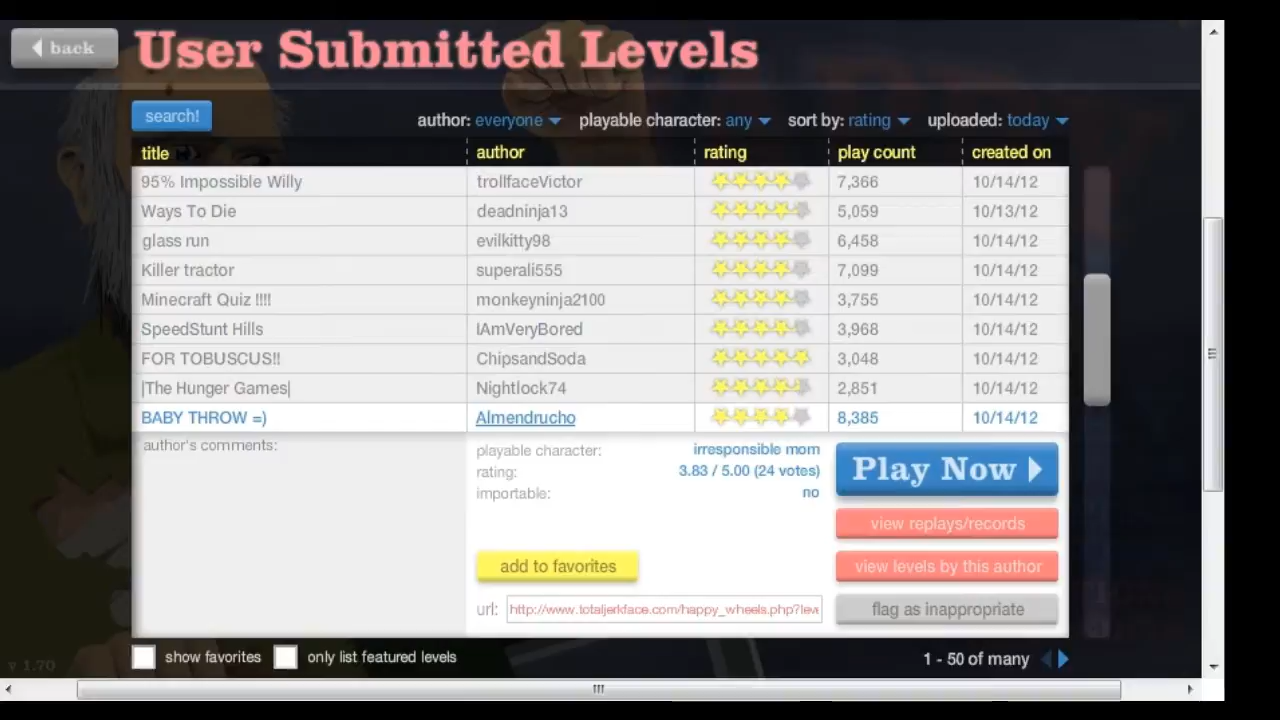 back
User Submitted Levels
search!
author: everyone playable character: any sort by: rating uploaded: today
title author rating play count created on
95% Impossible Willy trollfaceVictor 7,366 10/14/12
Ways To Die deadninja13 5,059 10/13/12
glass run evilkitty98 6,458 10/14/12
Killer tractor superali555 7,099 10/14/12
Minecraft Quiz !!!! monkeyninja2100 3,755 10/14/12
SpeedStunt Hills IAmVeryBored 3,968 10/14/12
FOR TOBUSCUS!! ChipsandSoda 3,048 10/14/12
|The Hunger Games| Nightlock74 2,851 10/14/12
BABY THROW =) Almendrucho 8,385 10/14/12
author's comments:
playable character: irresponsible mom
rating: 3.83 / 5.00 (24 votes)
importable: no
Play Now
view replays/records
add to favorites
view levels by this author
url: http://www.totaljerkface.com/happy_wheels.php?lev
flag as inappropriate
v 1.70
show favorites only list featured levels 1 - 50 of many